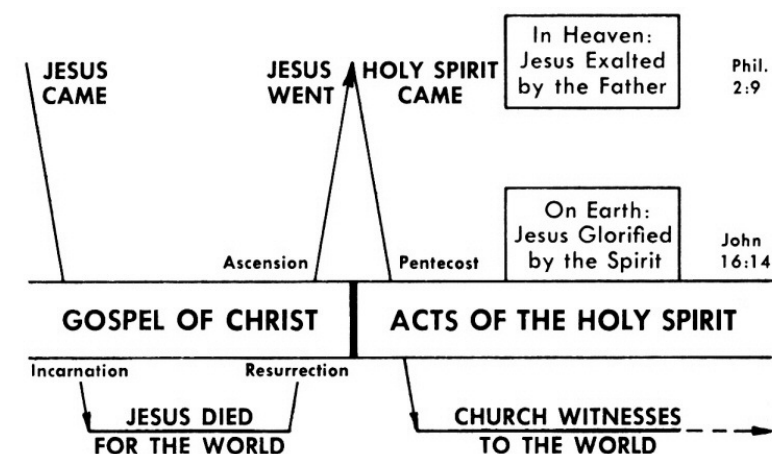 JESUS
CAME
JESUS
WENT
HOLY SPIRIT
CAME
In Heaven:
Jesus Exalted
by the Father
Phil.
2:9
On Earth:
Jesus Glorified
by the Spirit
John
16:14
Ascension
Pentecost
GOSPEL OF CHRIST
ACTS OF THE HOLY SPIRIT
Incarnation
Resurrection
JESUS DIED
FOR THE WORLD
CHURCH WITNESSES
TO THE WORLD